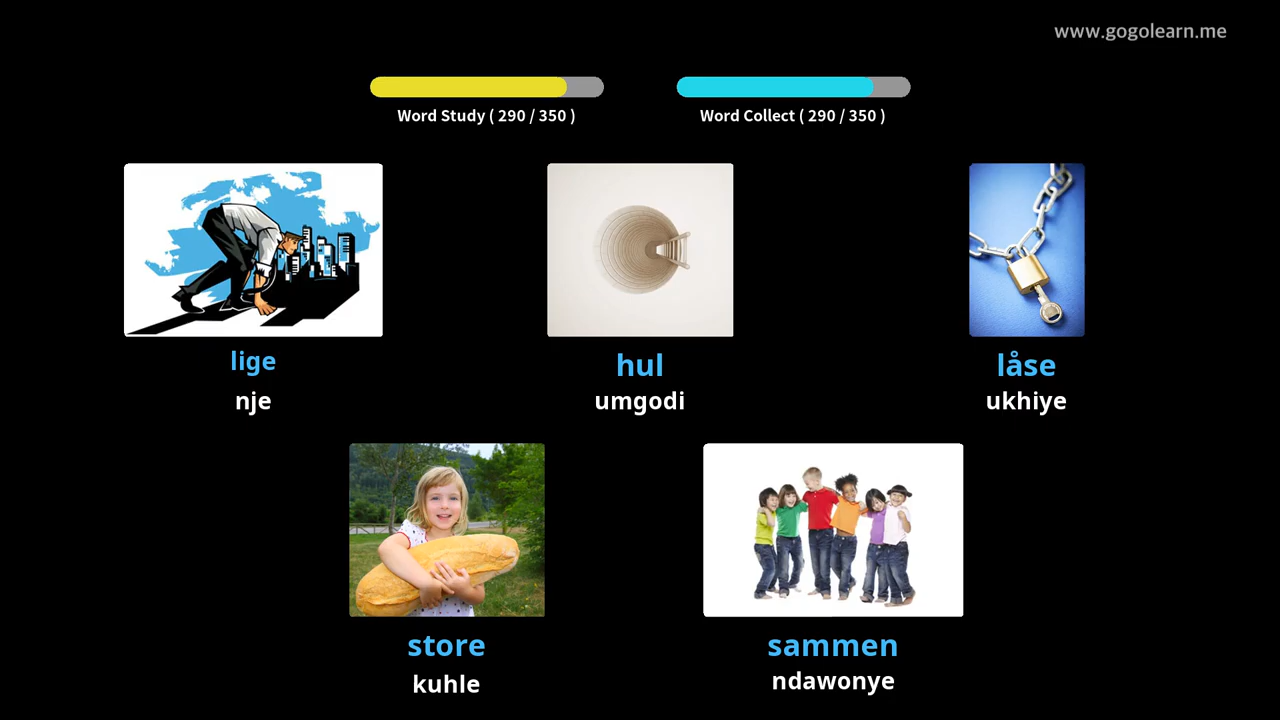 www.gogolearn.me
Word Study ( 290 / 350 )
Word Collect ( 290 / 350 )
lige
nje
hul
umgodi
låse
ukhiye
store
kuhle
sammen
ndawonye